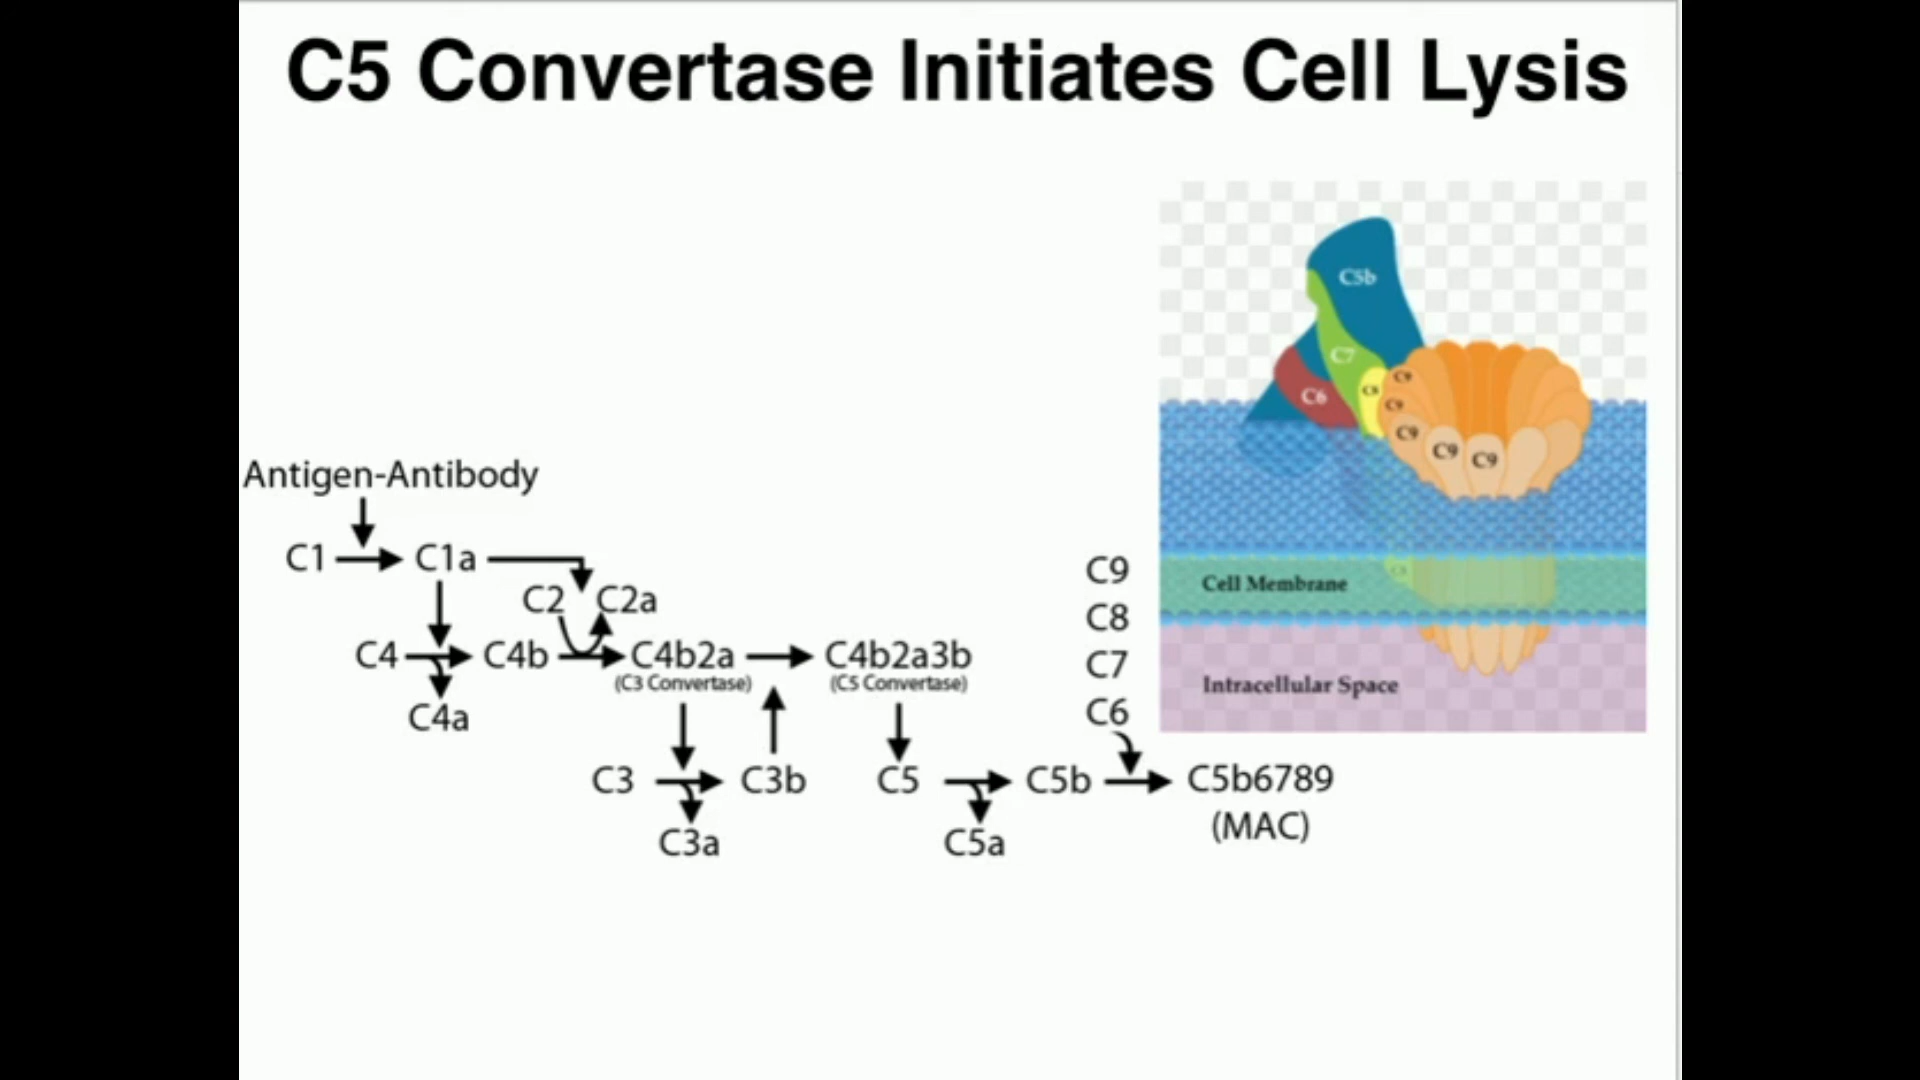 C5 Convertase Initiates Cell Lysis
C5b
C7
C8
C9
C6
C9
C9
C9
C9
Cell Membrane
Intracellular Space
Antigen-Antibody
C1
C1a
C2
C2a
C4
C4b
C4b2a
C4b2a3b
(C3 Convertase)
(C5 Convertase)
C4a
C9
C8
C7
C6
C3
C3b
C5
C5b
C5b6789
(MAC)
C3a
C5a